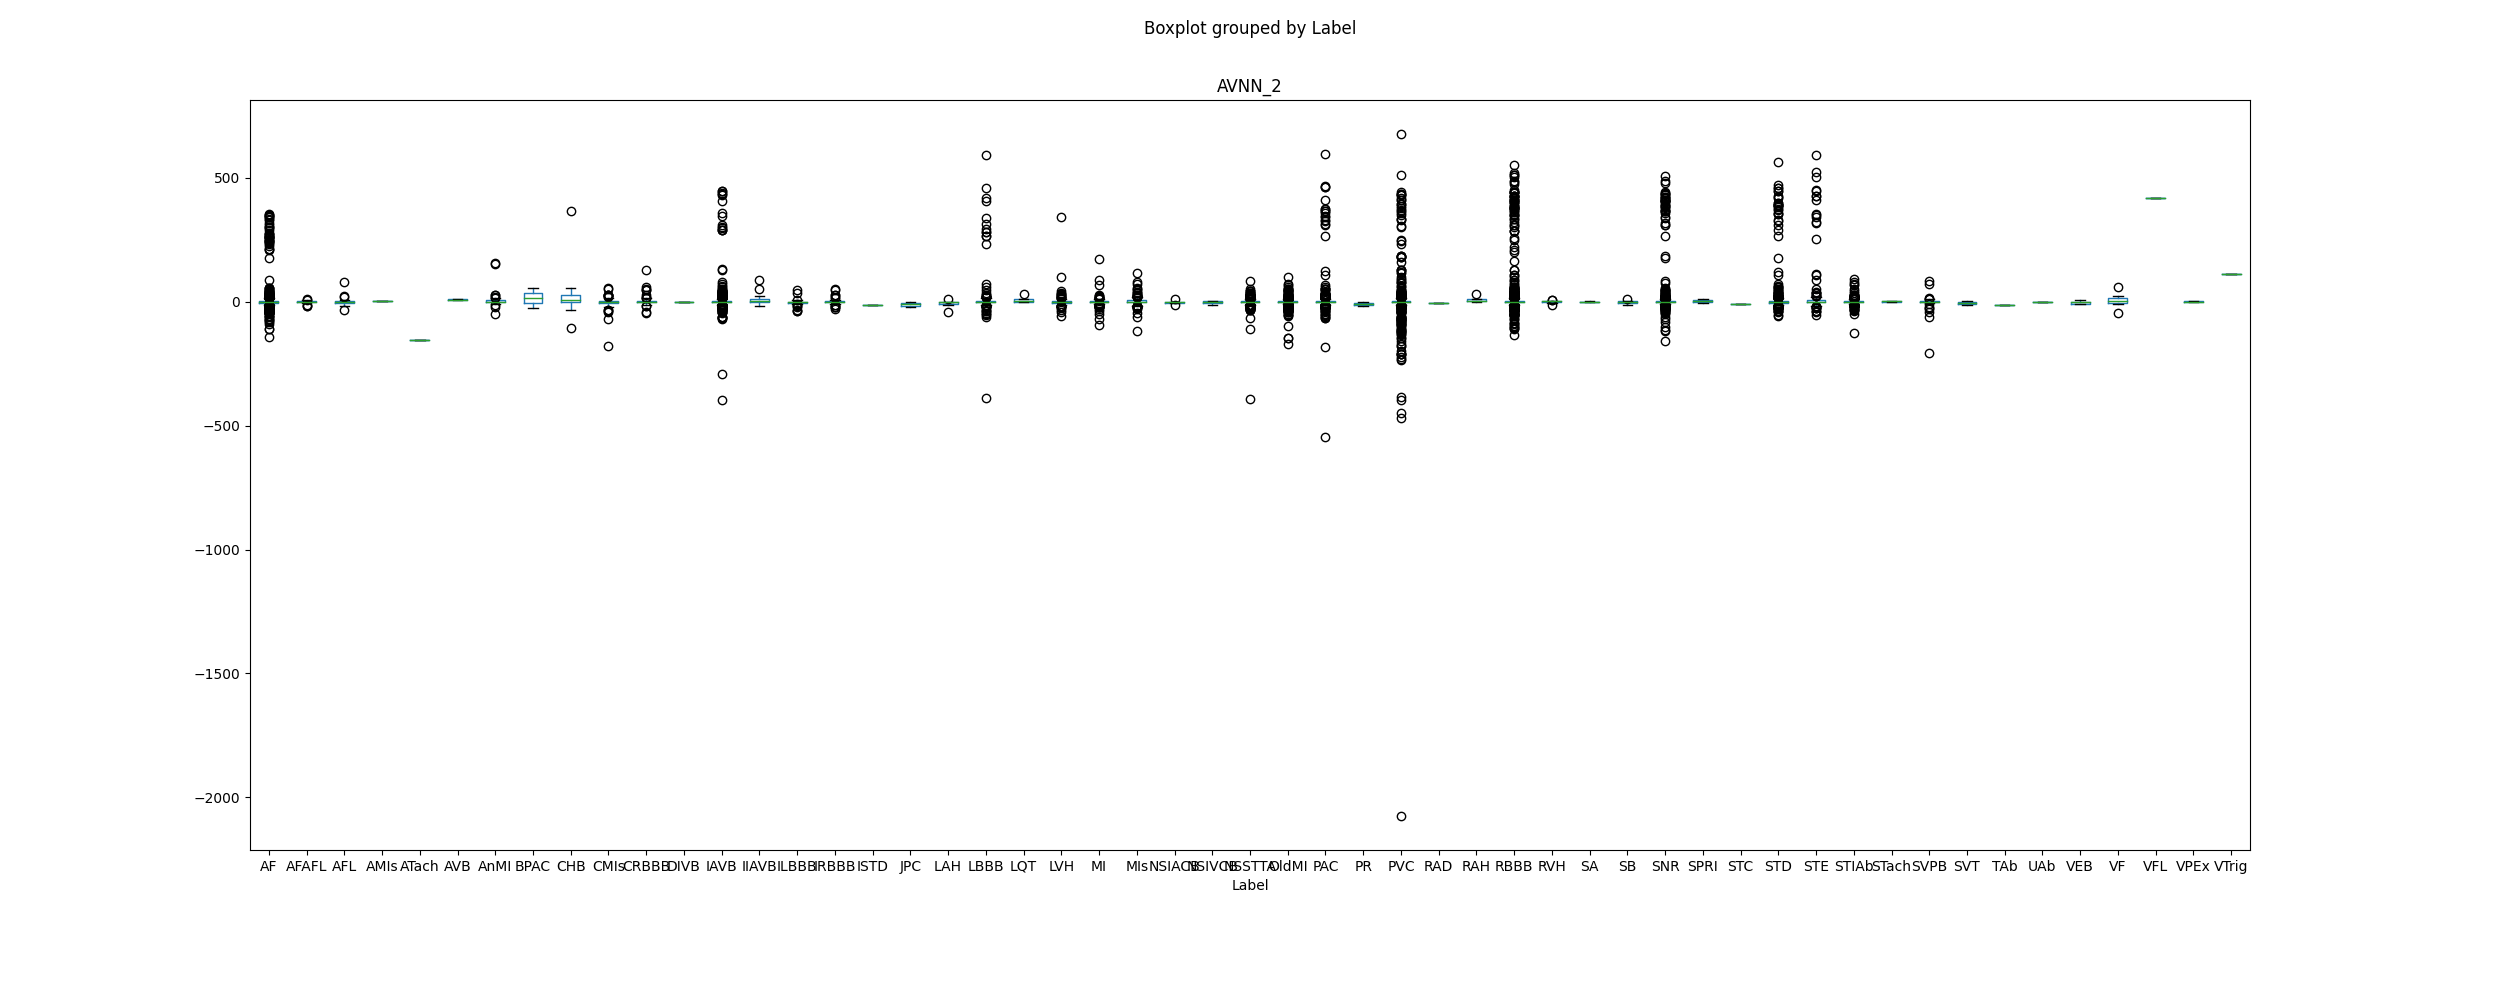 Boxplot grouped by Label
AVNN_2
500
0
−500
−1000
−1500
−2000
AF AFAFL AFL AMIs ATach AVB AnMI BPAC CHB CMIs CRBBB DIVB IAVB IIAVB ILBBB IRBBB ISTD JPC LAH LBBB LQT LVH MI MIs NSIACB NSIVCB NSSTTA OldMI PAC PR PVC RAD RAH RBBB RVH SA SB SNR SPRI STC STD STE STIAb STach SVPB SVT TAb UAb VEB VF VFL VPEx VTrig
Label